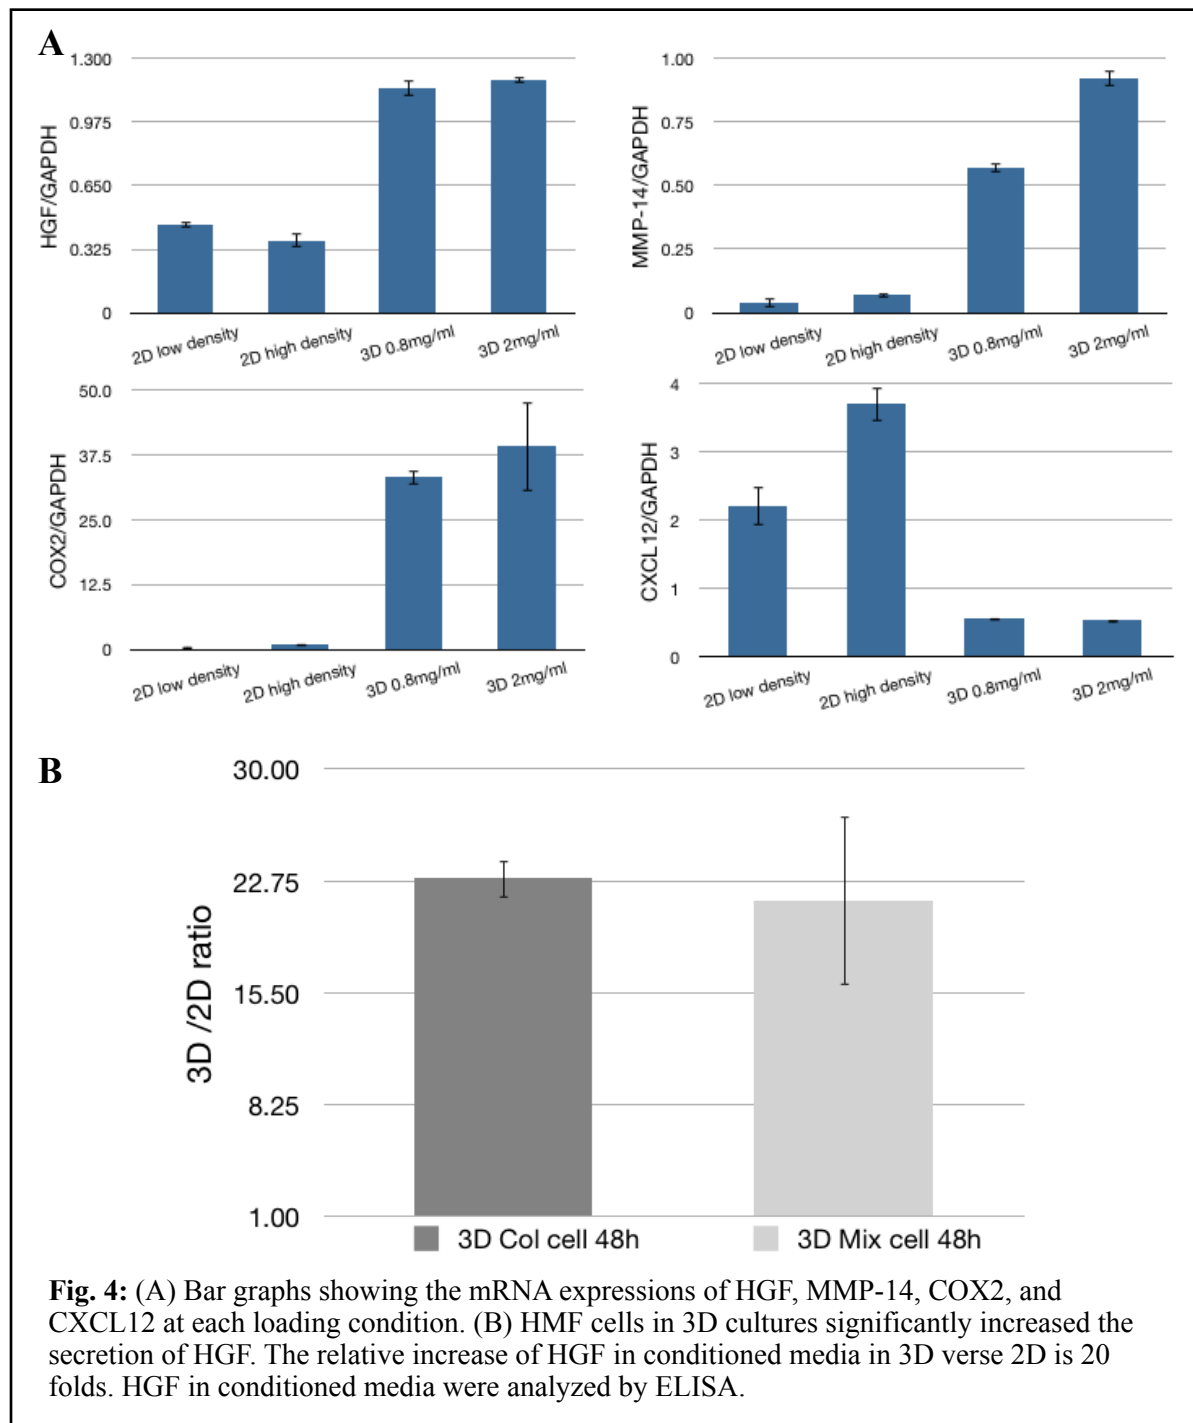 A
1.300
0.975
0.650
0.325
0
HGF/GAPDH
2D low density
2D high density
3D 0.8mg/ml
3D 2mg/ml
1.00
0.75
0.50
0.25
0
MMP-14/GAPDH
2D low density
2D high density
3D 0.8mg/ml
3D 2mg/ml
50.0
37.5
25.0
12.5
0
COX2/GAPDH
2D low density
2D high density
3D 0.8mg/ml
3D 2mg/ml
4
3
2
1
0
CXCL12/GAPDH
2D low density
2D high density
3D 0.8mg/ml
3D 2mg/ml
B
30.00
22.75
15.50
8.25
1.00
3D /2D ratio
3D Col cell 48h
3D Mix cell 48h
Fig. 4: (A) Bar graphs showing the mRNA expressions of HGF, MMP-14, COX2, and
CXCL12 at each loading condition. (B) HMF cells in 3D cultures significantly increased the
secretion of HGF. The relative increase of HGF in conditioned media in 3D verse 2D is 20
folds. HGF in conditioned media were analyzed by ELISA.